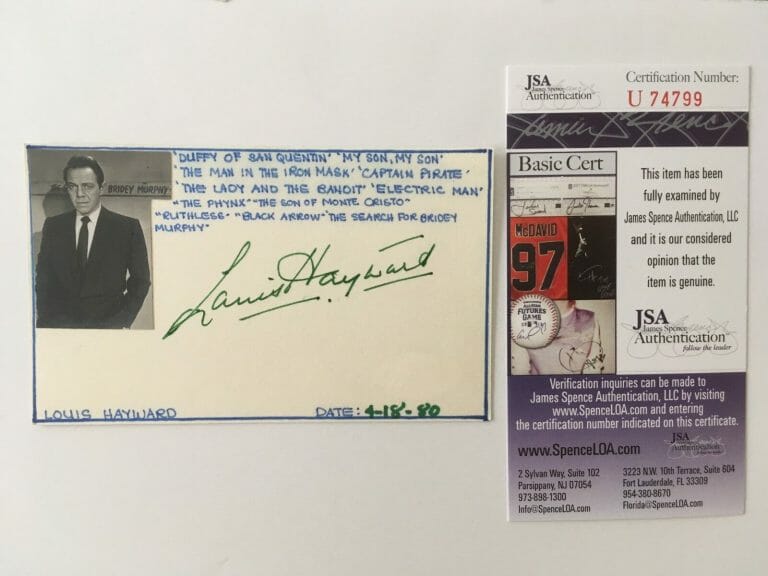 "DUFFY OF SAN QUENTIN" "MY SON, MY SON"
"THE MAN IN THE IRON MASK" "CAPTAIN PIRATE"
"THE LADY AND THE BANDIT" "ELECTRIC MAN"
"THE PHYNX" "THE SON OF MONTE CRISTO"
"RUTHLESS" "BLACK ARROW" "THE SEARCH FOR BRIDEY
MURPHY"
BRIDEY MURPHY
Louis Hayward
LOUIS HAYWARD DATE: 4-18-80
JSA
James Spence
Authentication
Certification Number:
U 74799
James Spence
Basic Cert
McDAVID
97
FUTURES
GAME
This item has been
fully examined by
James Spence Authentication, LLC
and it is our considered
opinion that the
item is genuine.
JSA
James Spence
Authentication
follow the leader
Verification inquiries can be made to
James Spence Authentication, LLC by visiting
www.SpenceLOA.com and entering
the certification number indicated on this certificate.
www.SpenceLOA.com
JSA
Authentication
2 Sylvan Way, Suite 102
Parsippany, NJ 07054
973-898-1300
Info@SpenceLOA.com
3223 N.W. 10th Terrace, Suite 604
Fort Lauderdale, FL 33309
954-380-8670
Florida@SpenceLOA.com